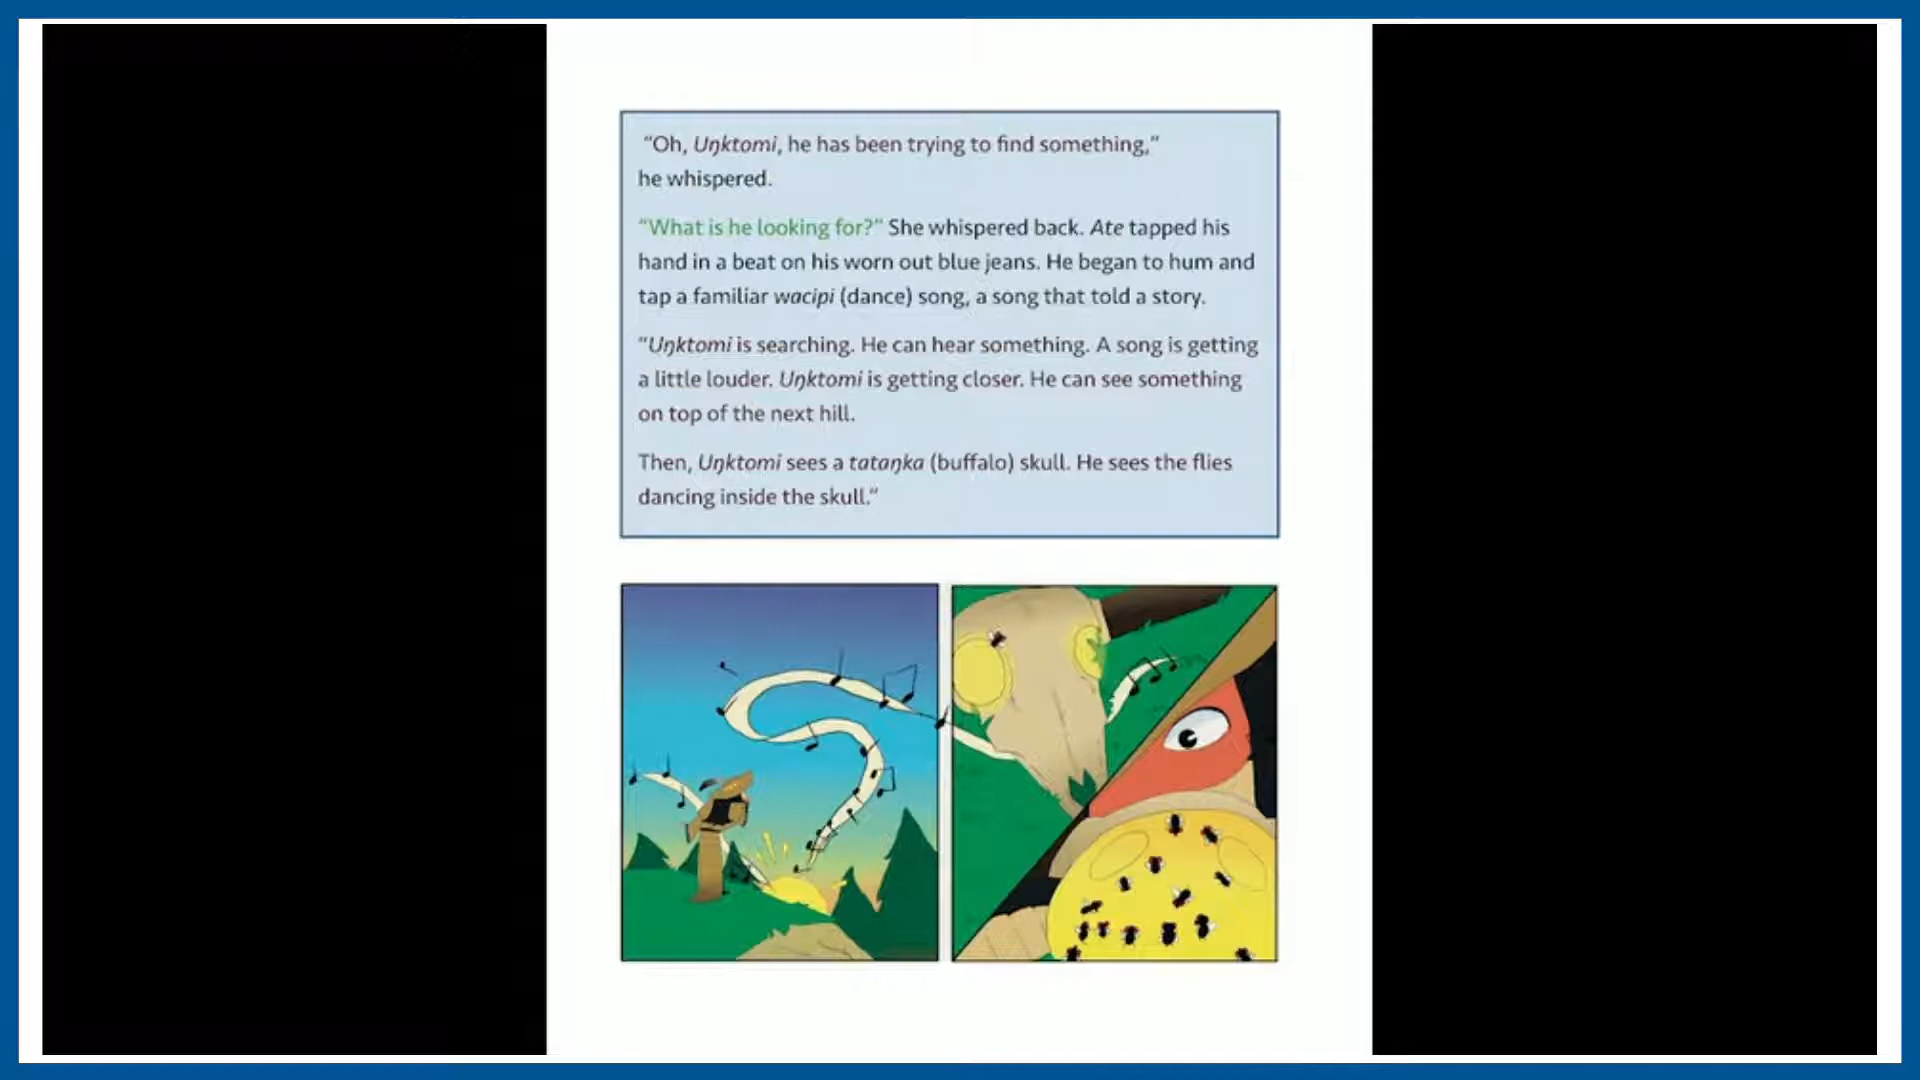 “Oh, Uŋktomi, he has been trying to find something,”
he whispered.
“What is he looking for?” She whispered back. Ate tapped his
hand in a beat on his worn out blue jeans. He began to hum and
tap a familiar wacipi (dance) song, a song that told a story.
“Uŋktomi is searching. He can hear something. A song is getting
a little louder. Uŋktomi is getting closer. He can see something
on top of the next hill.
Then, Uŋktomi sees a tataŋka (buffalo) skull. He sees the flies
dancing inside the skull.”